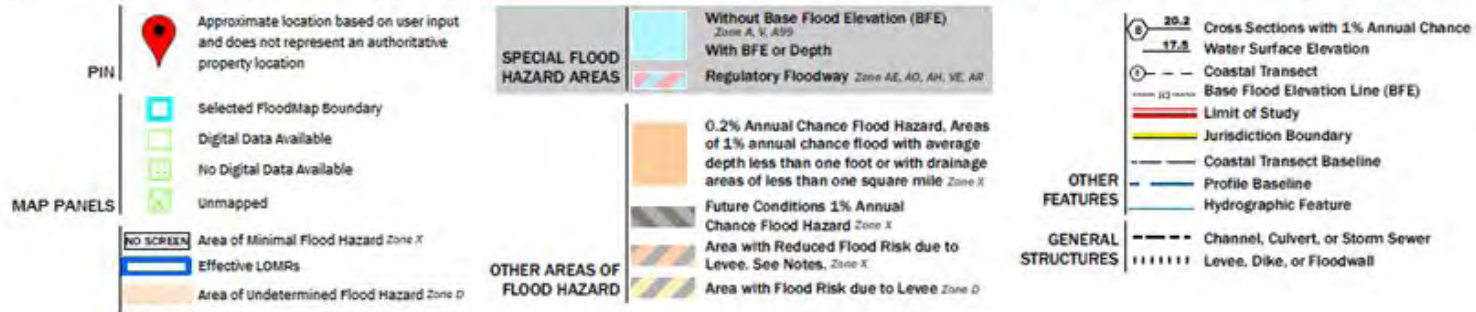 PIN
Approximate location based on user input
and does not represent an authoritative
property location
MAP PANELS
Selected FloodMap Boundary
Digital Data Available
No Digital Data Available
Unmapped
NO SCREEN Area of Minimal Flood Hazard Zone X
Effective LOMRs
Area of Undetermined Flood Hazard Zone D
SPECIAL FLOOD
HAZARD AREAS
Without Base Flood Elevation (BFE)
Zone A, V, A99
With BFE or Depth
Regulatory Floodway Zone AE, AO, AH, VE, AR
OTHER AREAS OF
FLOOD HAZARD
0.2% Annual Chance Flood Hazard, Areas
of 1% annual chance flood with average
depth less than one foot or with drainage
areas of less than one square mile Zone X
Future Conditions 1% Annual
Chance Flood Hazard Zone X
Area with Reduced Flood Risk due to
Levee. See Notes. Zone X
Area with Flood Risk due to Levee Zone D
OTHER
FEATURES
20.2 Cross Sections with 1% Annual Chance
17.5 Water Surface Elevation
Coastal Transect
Base Flood Elevation Line (BFE)
Limit of Study
Jurisdiction Boundary
Coastal Transect Baseline
Profile Baseline
Hydrographic Feature
GENERAL
STRUCTURES
Channel, Culvert, or Storm Sewer
Levee, Dike, or Floodwall